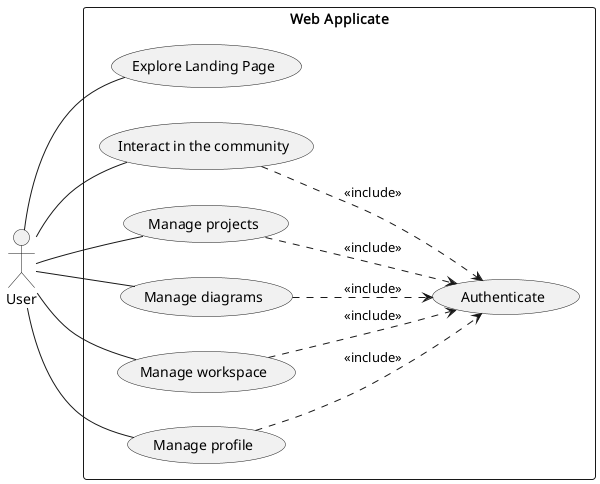 Web Applicate
Explore Landing Page
Interact in the community
«include»
Manage projects
«include»
Manage diagrams
«include»
Authenticate
User
«include»
Manage workspace
«include»
Manage profile